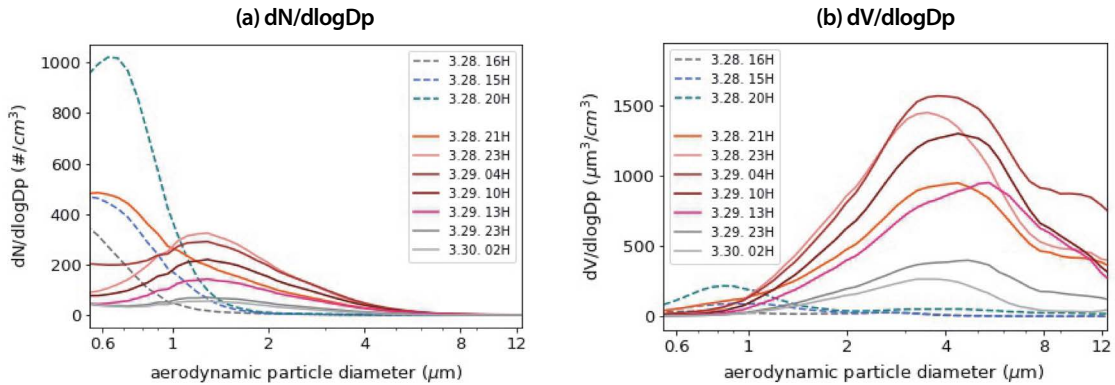 (a) dN/dlogDp
dN/dlogDp (#/cm³)
1000
800
600
400
200
0
3.28. 16H
3.28. 15H
3.28. 20H
3.28. 21H
3.28. 23H
3.29. 04H
3.29. 10H
3.29. 13H
3.29. 23H
3.30. 02H
0.6 1 2 4 8 12
aerodynamic particle diameter (μm)
(b) dV/dlogDp
dV/dlogDp (μm³/cm³)
1500
1000
500
0
3.28. 16H
3.28. 15H
3.28. 20H
3.28. 21H
3.28. 23H
3.29. 04H
3.29. 10H
3.29. 13H
3.29. 23H
3.30. 02H
0.6 1 2 4 8 12
aerodynamic particle diameter (μm)